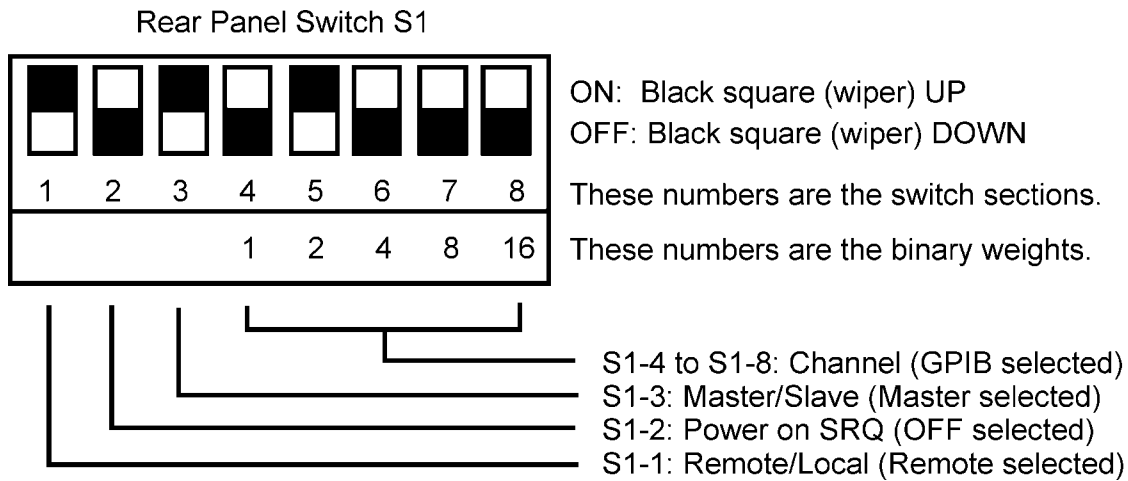 Rear Panel Switch S1
ON: Black square (wiper) UP
OFF: Black square (wiper) DOWN
1 2 3 4 5 6 7 8
These numbers are the switch sections.
1 2 4 8 16
These numbers are the binary weights.
S1-4 to S1-8: Channel (GPIB selected)
S1-3: Master/Slave (Master selected)
S1-2: Power on SRQ (OFF selected)
S1-1: Remote/Local (Remote selected)